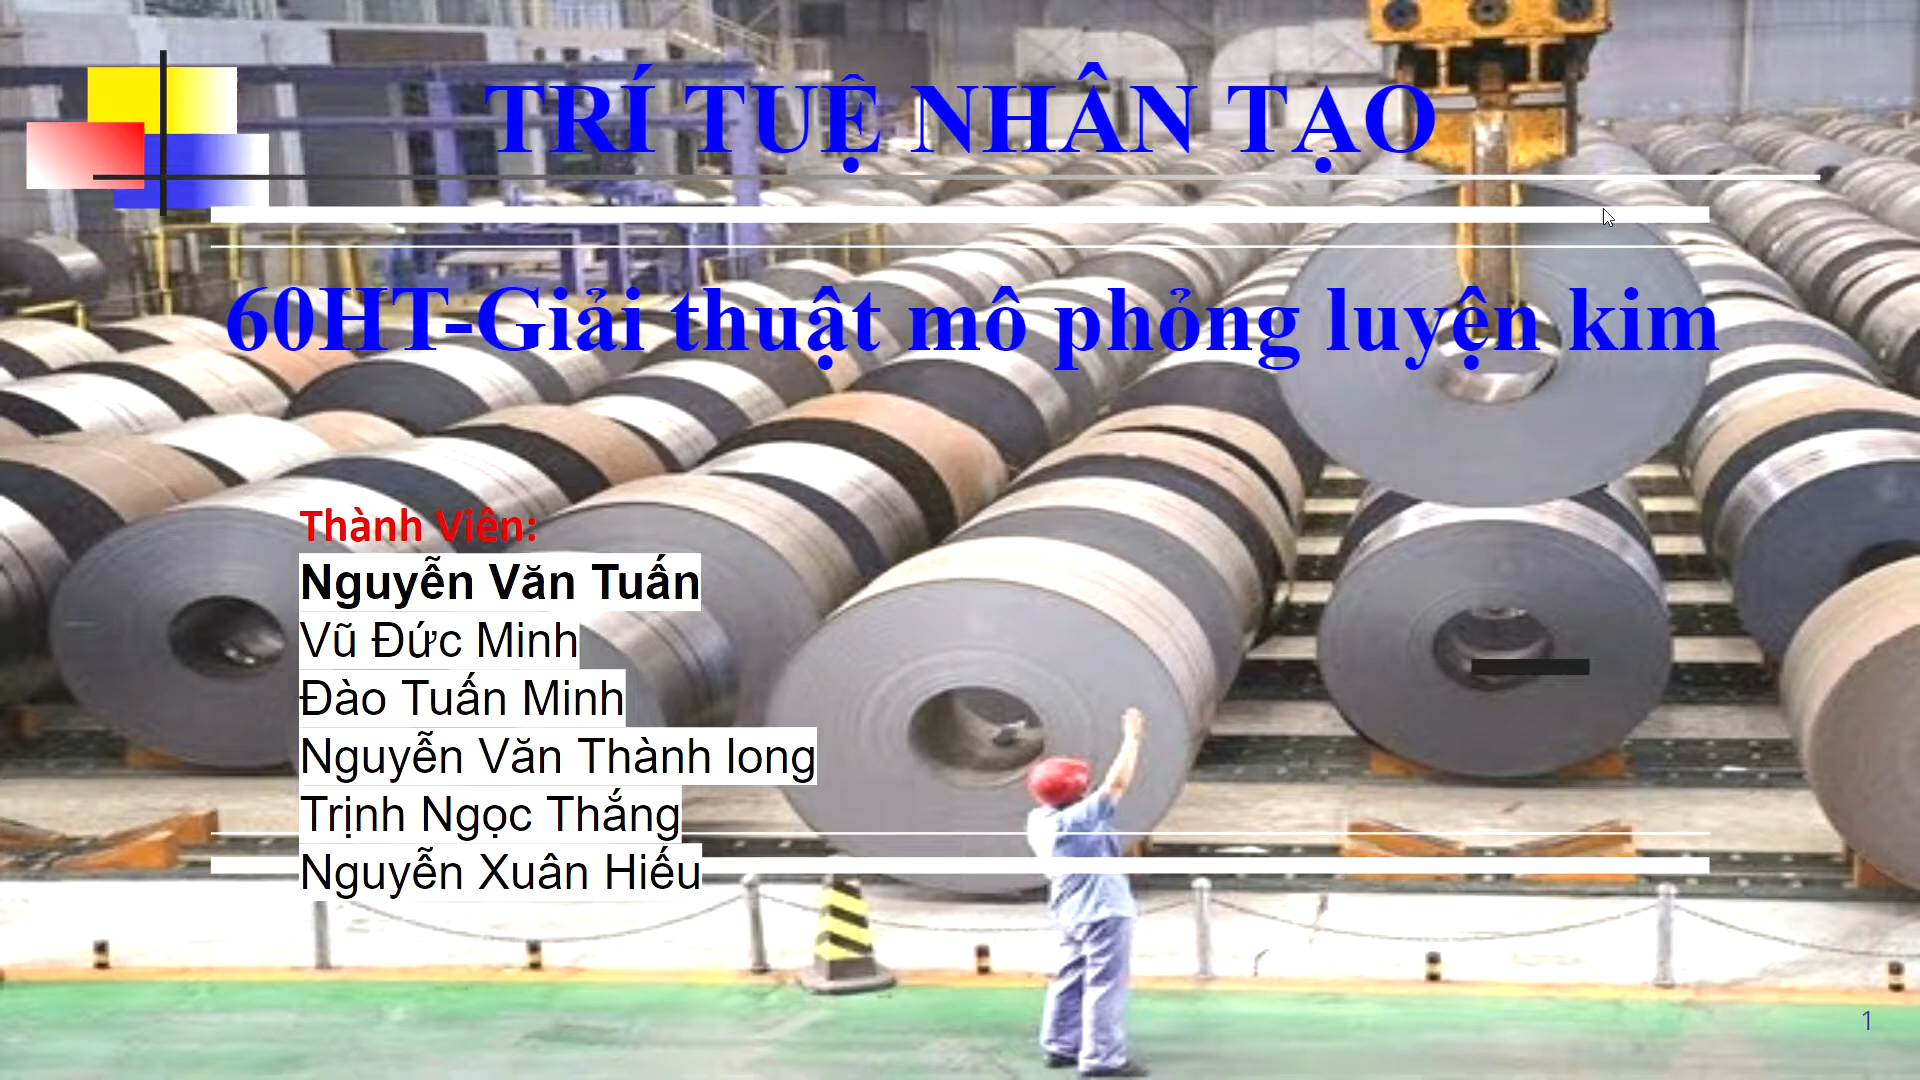 TRÍ TUỆ NHÂN TẠO
60HT-Giải thuật mô phỏng luyện kim
Thành Viên:
Nguyễn Văn Tuấn
Vũ Đức Minh
Đào Tuấn Minh
Nguyễn Văn Thành long
Trịnh Ngọc Thắng
Nguyễn Xuân Hiếu
1